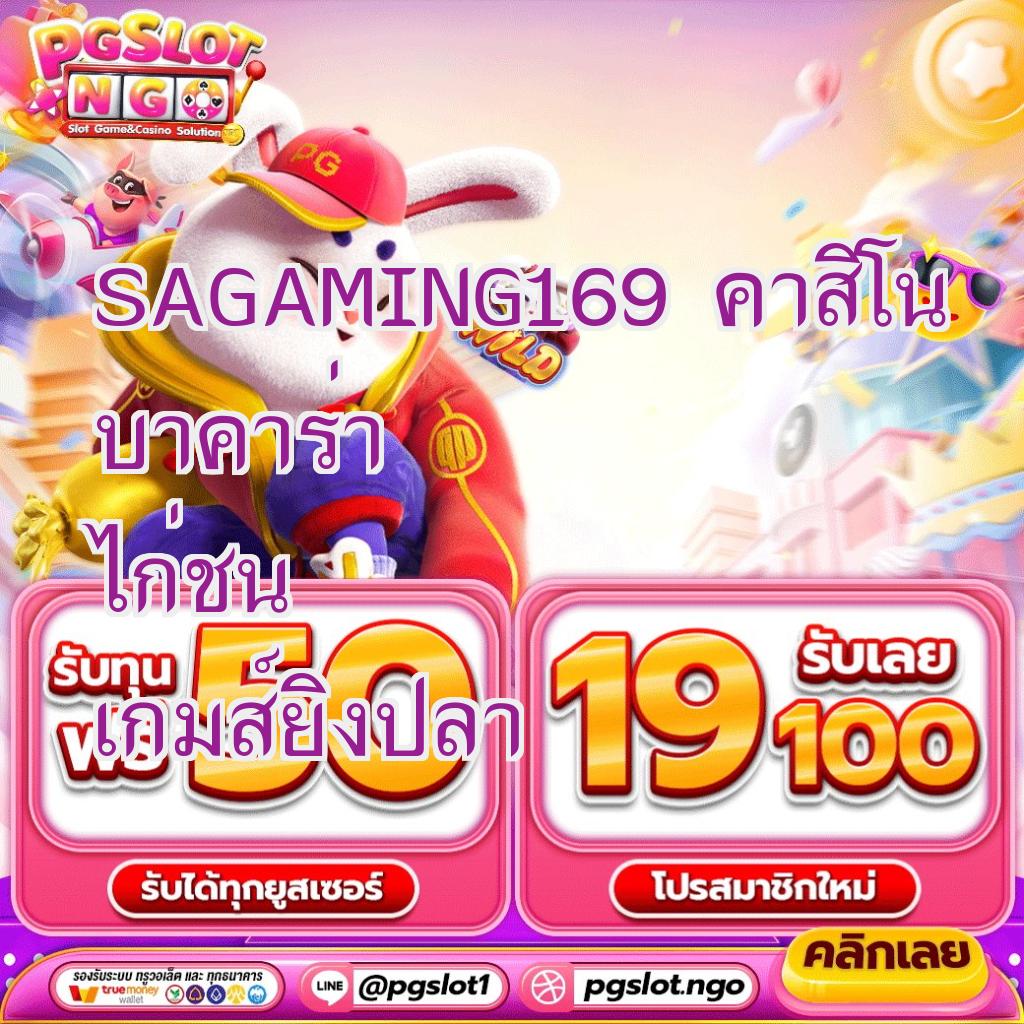 PGSLOT
NGO
Slot Game&Casino Solution
PG
SAGAMING169 คาสิโน
WILD
บาคาร่า
ไก่ชน
รับทุน
ฟรี 50
เกมส์ยิงปลา
รับได้ทุกยูสเซอร์
19 รับเลย
100
โปรสมาชิกใหม่
คลิกเลย
รองรับระบบ ทรูวอเล็ต และ ทุกธนาคาร
truemoney
wallet
LINE @pgslot1
pgslot.ngo